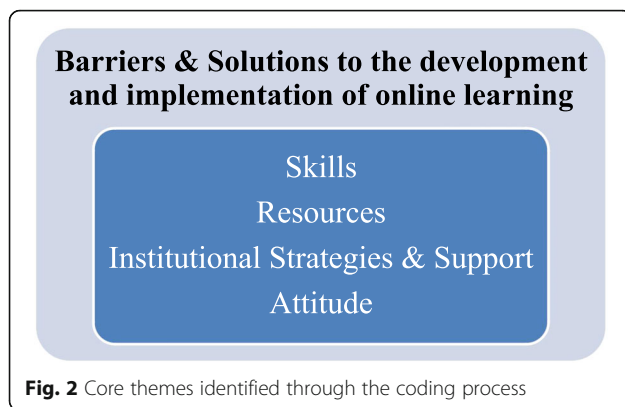 Barriers & Solutions to the development
and implementation of online learning
Skills
Resources
Institutional Strategies & Support
Attitude
Fig. 2 Core themes identified through the coding process